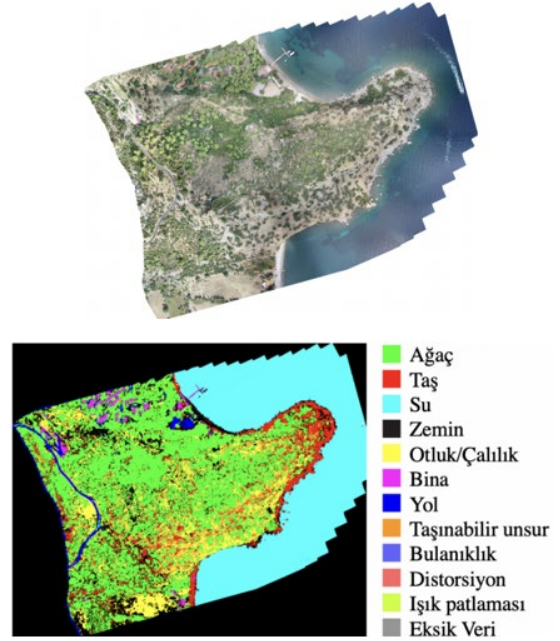 Ağaç
Taş
Su
Zemin
Otluk/Çalılık
Bina
Yol
Taşınabilir unsur
Bulanıklık
Distorsiyon
Işık patlaması
Eksik Veri